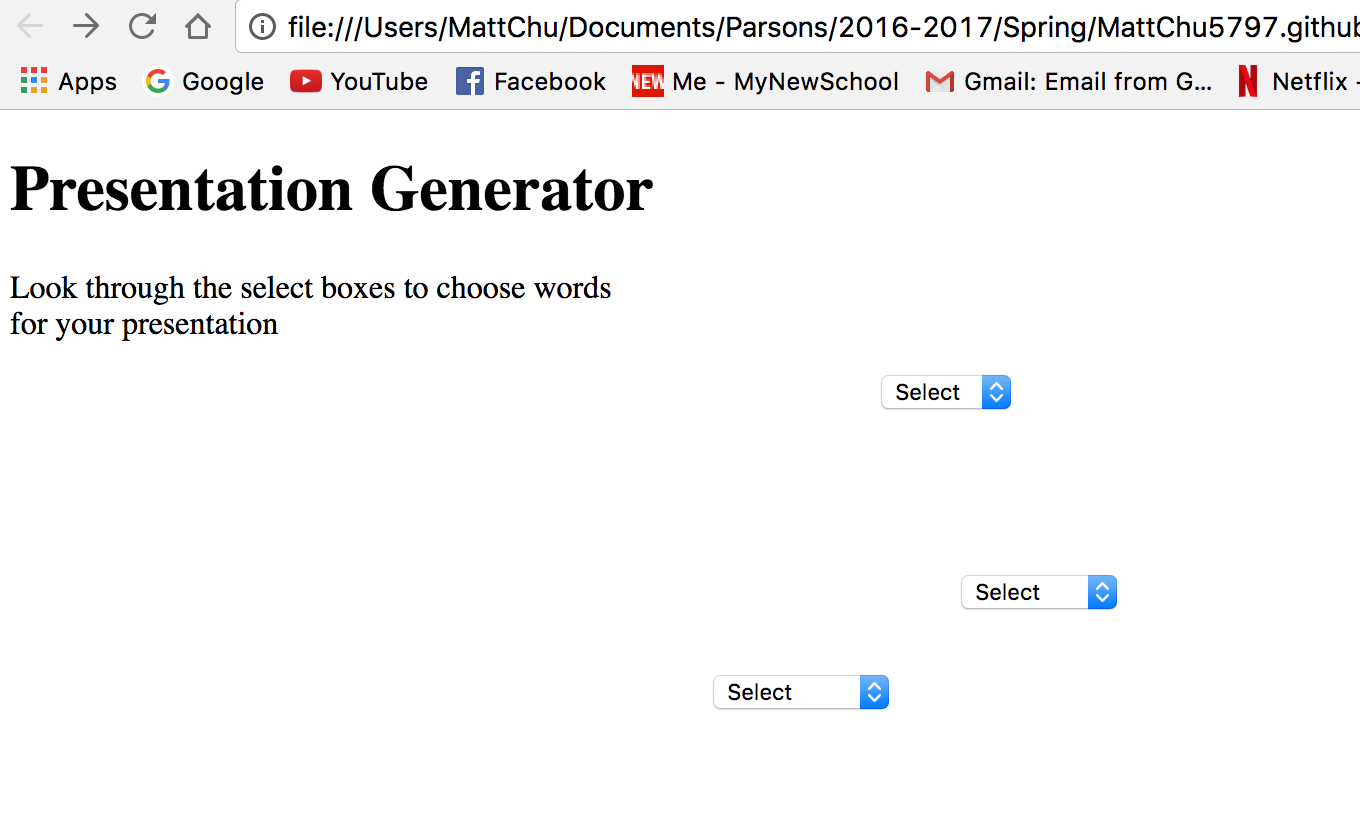 file:///Users/MattChu/Documents/Parsons/2016-2017/Spring/MattChu5797.github
Apps Google YouTube Facebook NEW Me - MyNewSchool Gmail: Email from G... Netflix -
Presentation Generator
Look through the select boxes to choose words
for your presentation
Select
Select
Select